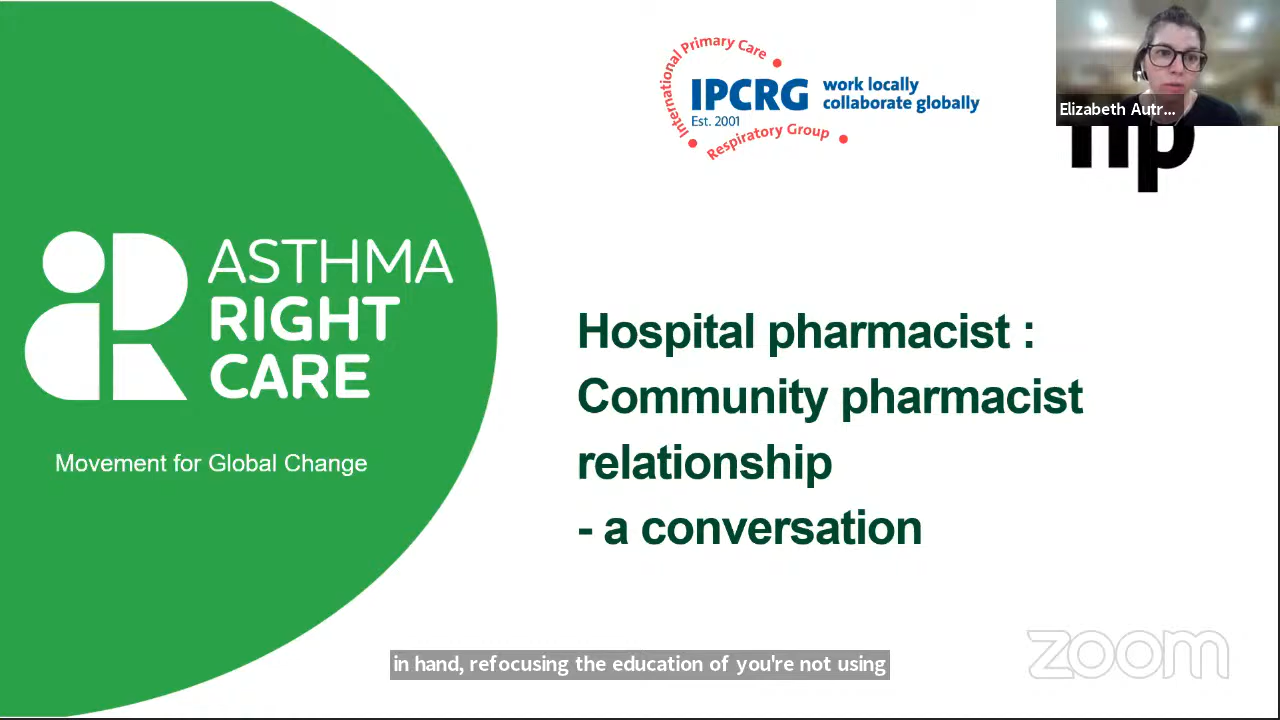 International Primary Care
IPCRG
Est. 2001
Respiratory Group
work locally
collaborate globally
Elizabeth Autr...
ASTHMA
RIGHT
CARE
Movement for Global Change
Hospital pharmacist :
Community pharmacist
relationship
- a conversation
in hand, refocusing the education of you're not using
zoom